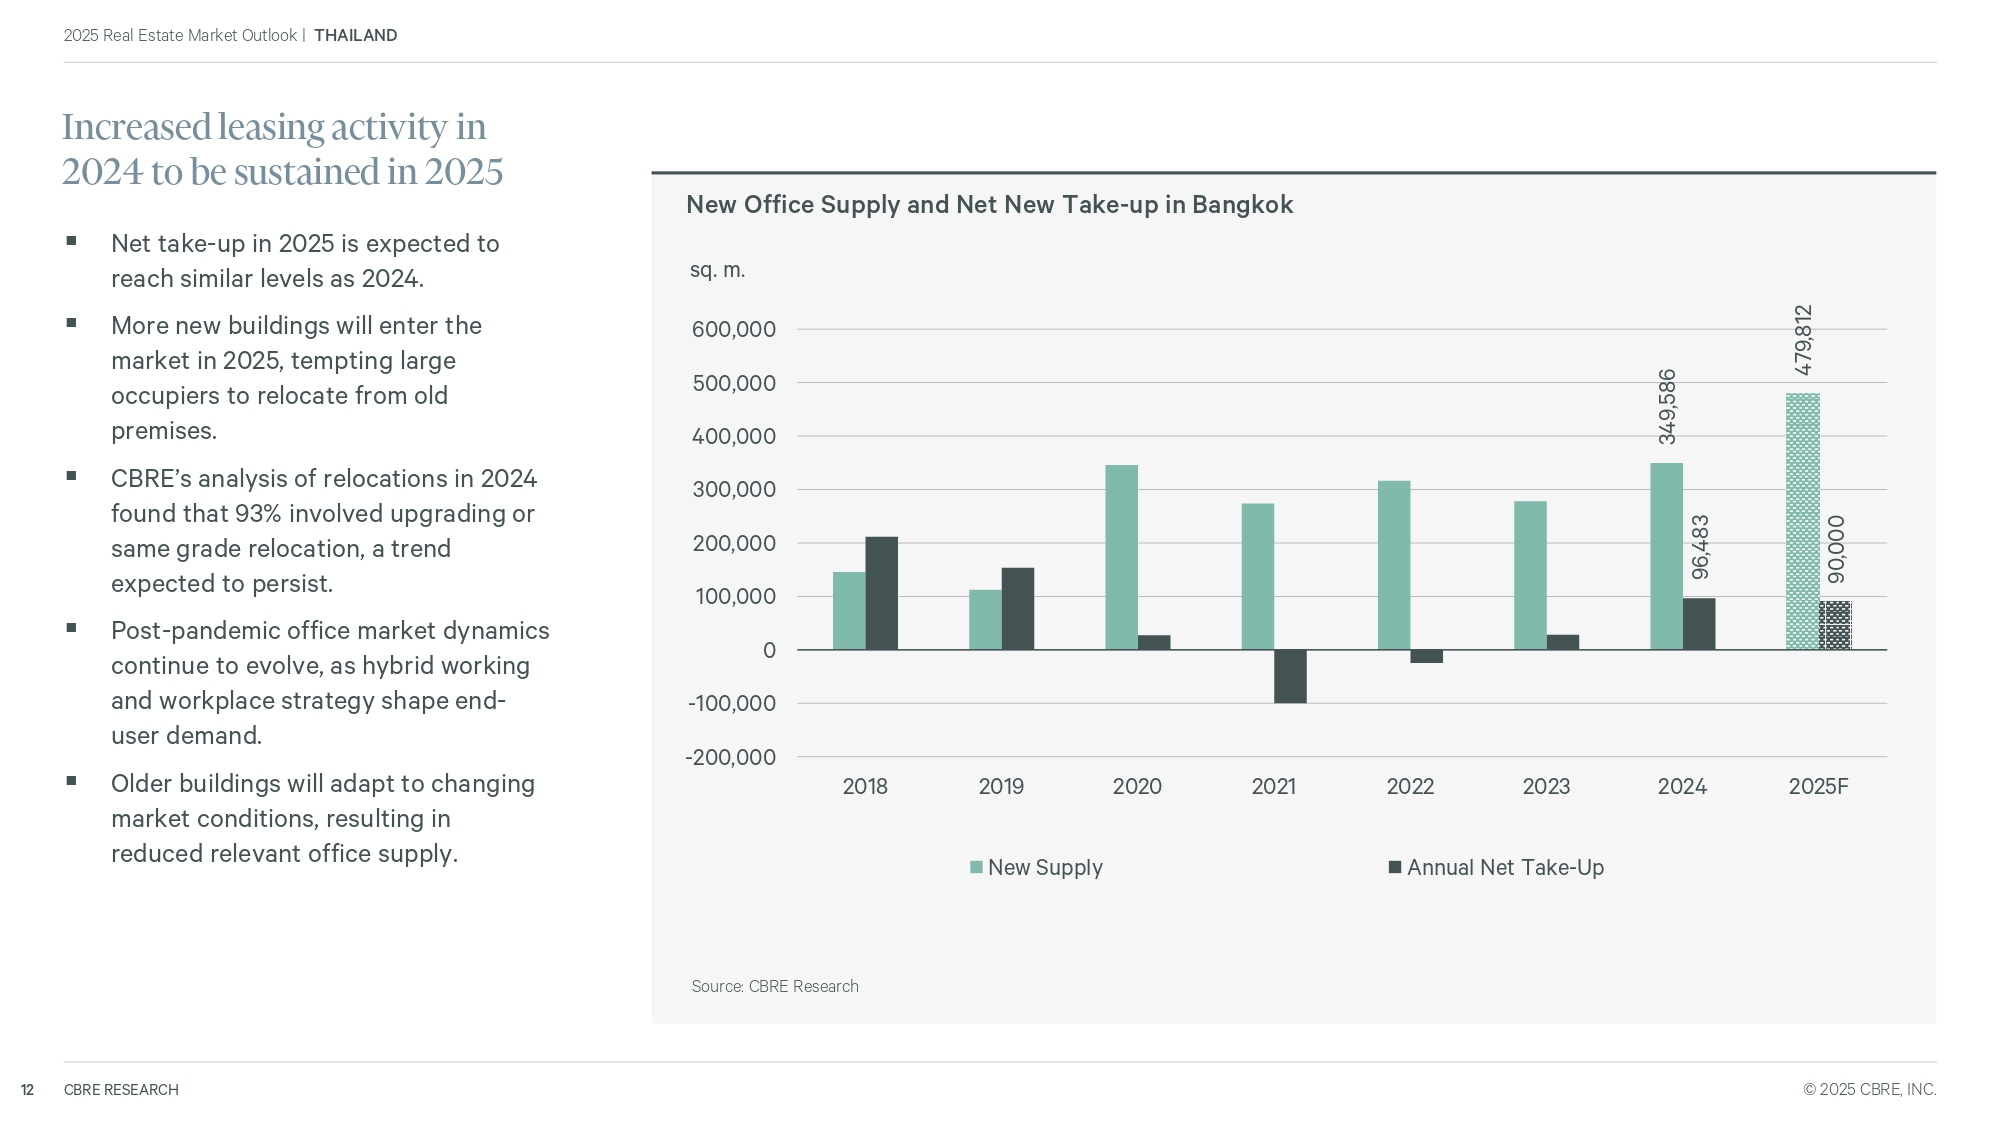 2025 Real Estate Market Outlook | THAILAND
Increased leasing activity in
2024 to be sustained in 2025
▪ Net take-up in 2025 is expected to
reach similar levels as 2024.
▪ More new buildings will enter the
market in 2025, tempting large
occupiers to relocate from old
premises.
▪ CBRE’s analysis of relocations in 2024
found that 93% involved upgrading or
same grade relocation, a trend
expected to persist.
▪ Post-pandemic office market dynamics
continue to evolve, as hybrid working
and workplace strategy shape end-
user demand.
▪ Older buildings will adapt to changing
market conditions, resulting in
reduced relevant office supply.
New Office Supply and Net New Take-up in Bangkok
sq. m.
600,000
500,000
400,000
300,000
200,000
100,000
0
-100,000
-200,000
349,586
96,483
479,812
90,000
2018 2019 2020 2021 2022 2023 2024 2025F
New Supply Annual Net Take-Up
Source: CBRE Research
12 CBRE RESEARCH © 2025 CBRE, INC.